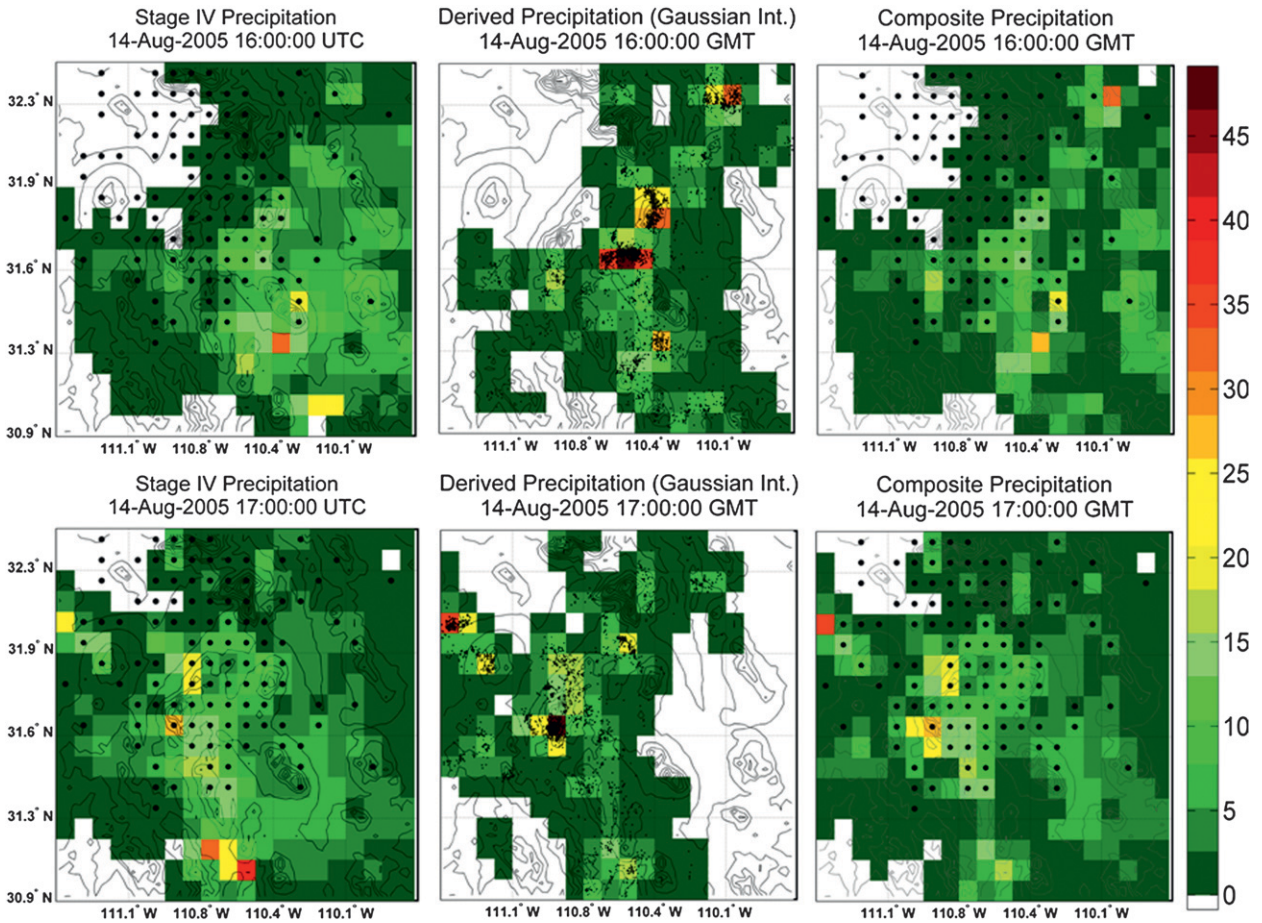 Stage IV Precipitation
14-Aug-2005 16:00:00 UTC
Derived Precipitation (Gaussian Int.)
14-Aug-2005 16:00:00 GMT
Composite Precipitation
14-Aug-2005 16:00:00 GMT
32.3° N
31.9° N
31.6° N
31.3° N
30.9° N
111.1° W 110.8° W 110.4° W 110.1° W
111.1° W 110.8° W 110.4° W 110.1° W
111.1° W 110.8° W 110.4° W 110.1° W
Stage IV Precipitation
14-Aug-2005 17:00:00 UTC
Derived Precipitation (Gaussian Int.)
14-Aug-2005 17:00:00 GMT
Composite Precipitation
14-Aug-2005 17:00:00 GMT
32.3° N
31.9° N
31.6° N
31.3° N
30.9° N
111.1° W 110.8° W 110.4° W 110.1° W
111.1° W 110.8° W 110.4° W 110.1° W
111.1° W 110.8° W 110.4° W 110.1° W
45
40
35
30
25
20
15
10
5
0